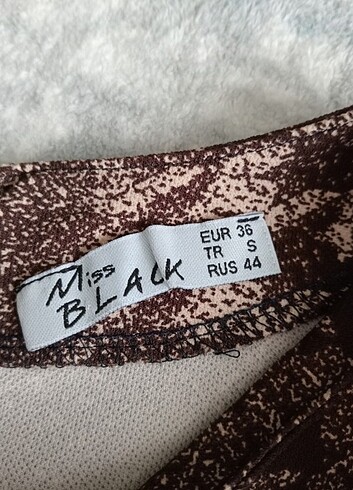 Miss
BLACK
EUR 36
TR S
RUS 44